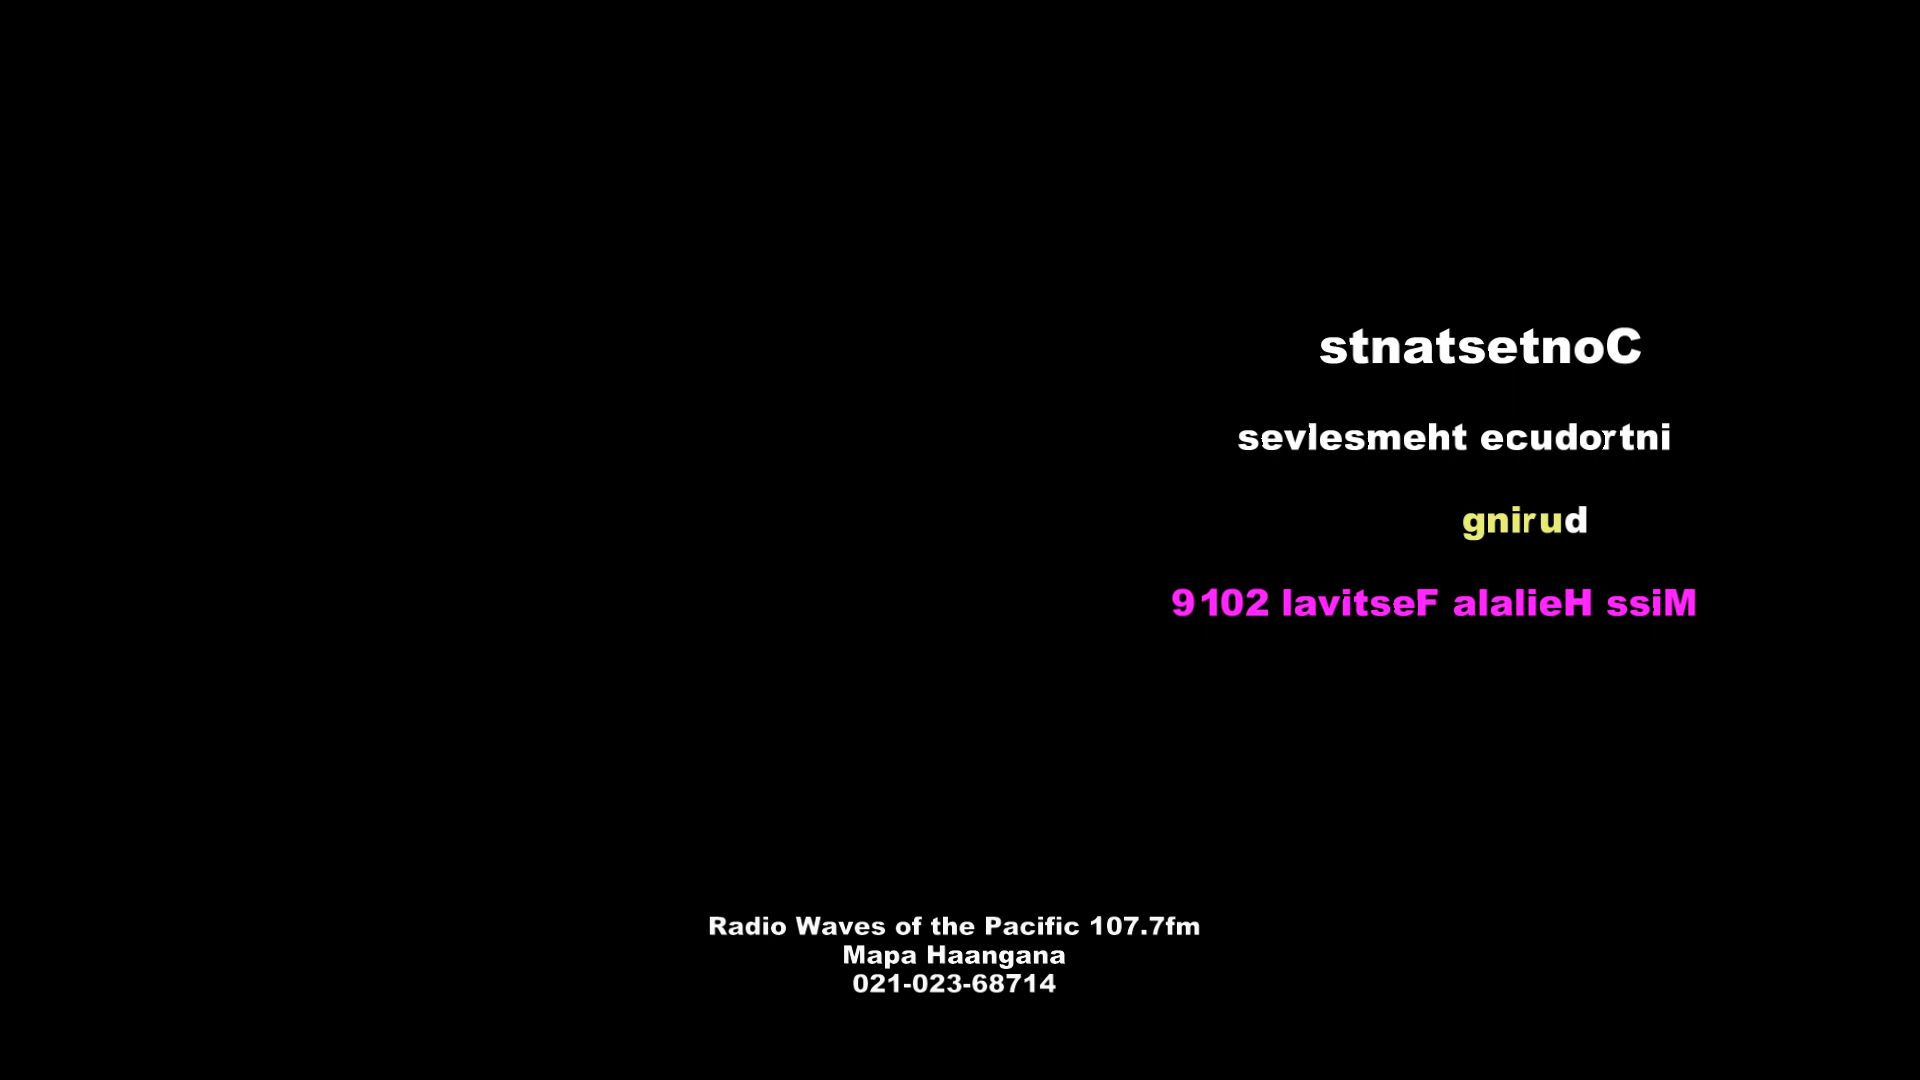 stnatsetnoC
sevlesmeht ecudortni
gnirud
9102 lavitseF alalieH ssiM
Radio Waves of the Pacific 107.7fm
Mapa Haangana
021-023-68714